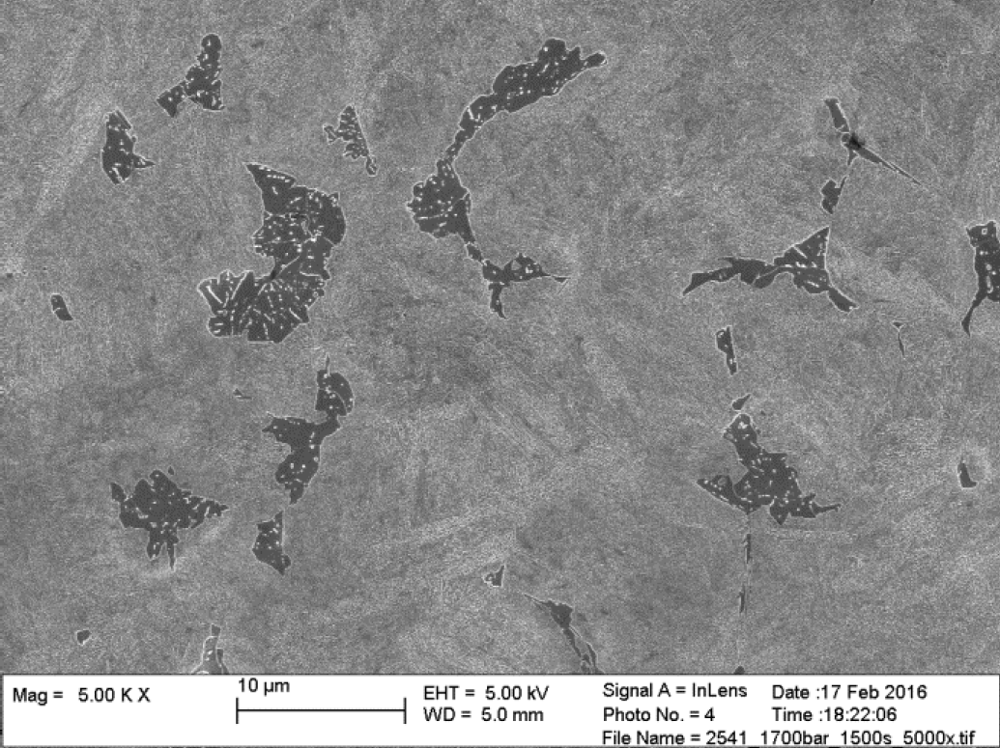 Mag = 5.00 K X
10 µm
EHT = 5.00 kV
WD = 5.0 mm
Signal A = InLens
Photo No. = 4
Date :17 Feb 2016
Time :18:22:06
File Name = 2541_1700bar_1500s_5000x.tif